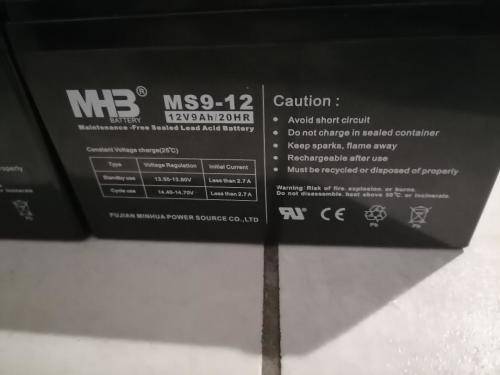 MHB®
BATTERY
MS9-12
12V9Ah/20HR
Maintenance-Free Sealed Lead Acid Battery
Constant Voltage charge(25℃)
Type Voltage Regulation Initial Current
Standby use 13.50-13.80V Less than 2.7 A
Cycle use 14.40-14.70V Less than 2.7 A
FUJIAN MINHUA POWER SOURCE CO.,LTD
Caution :
● Avoid short circuit
● Do not charge in sealed container
● Keep sparks, flame away
● Rechargeable after use
● Must be recycled or disposed of properly
Warning: Risk of fire, explosion, or burns.
Do not disassemble, heat above 50℃, or incinerate.
Pb Pb
properly